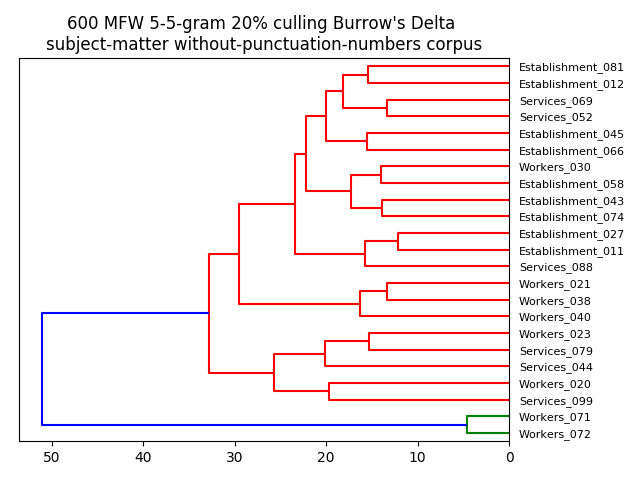 600 MFW 5-5-gram 20% culling Burrow's Delta
subject-matter without-punctuation-numbers corpus
Establishment_081
Establishment_012
Services_069
Services_052
Establishment_045
Establishment_066
Workers_030
Establishment_058
Establishment_043
Establishment_074
Establishment_027
Establishment_011
Services_088
Workers_021
Workers_038
Workers_040
Workers_023
Services_079
Services_044
Workers_020
Services_099
Workers_071
Workers_072
50 40 30 20 10 0